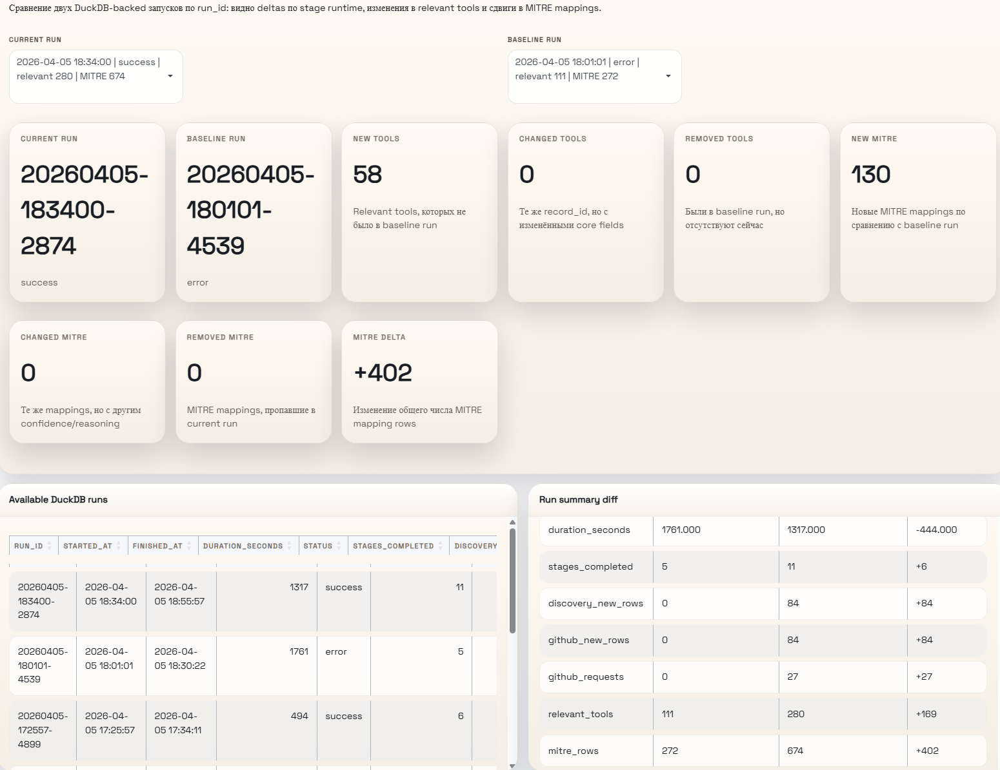 Сравнение двух DuckDB-backed запусков по run_id: видно deltas по stage runtime, изменения в relevant tools и сдвиги в MITRE mappings.
CURRENT RUN
2026-04-05 18:34:00 | success |
relevant 280 | MITRE 674
BASELINE RUN
2026-04-05 18:01:01 | error |
relevant 111 | MITRE 272
CURRENT RUN
20260405-
183400-
2874
success
BASELINE RUN
20260405-
180101-
4539
error
NEW TOOLS
58
Relevant tools, которых не
было в baseline run
CHANGED TOOLS
0
Те же record_id, но с
изменёнными core fields
REMOVED TOOLS
0
Были в baseline run, но
отсутствуют сейчас
NEW MITRE
130
Новые MITRE mappings по
сравнению с baseline run
CHANGED MITRE
0
Те же mappings, но с другим
confidence/reasoning
REMOVED MITRE
0
MITRE mappings, пропавшие в
current run
MITRE DELTA
+402
Изменение общего числа MITRE
mapping rows
Available DuckDB runs
RUN_ID STARTED_AT FINISHED_AT DURATION_SECONDS STATUS STAGES_COMPLETED DISCOVERY
20260405- 2026-04- 2026-04- 1317 success 11
183400- 05 18:34:00 05 18:55:57
2874
20260405- 2026-04- 2026-04- 1761 error 5
180101- 05 18:01:01 05 18:30:22
4539
20260405- 2026-04- 2026-04- 494 success 6
172557- 05 17:25:57 05 17:34:11
4899
Run summary diff
duration_seconds 1761.000 1317.000 -444.000
stages_completed 5 11 +6
discovery_new_rows 0 84 +84
github_new_rows 0 84 +84
github_requests 0 27 +27
relevant_tools 111 280 +169
mitre_rows 272 674 +402